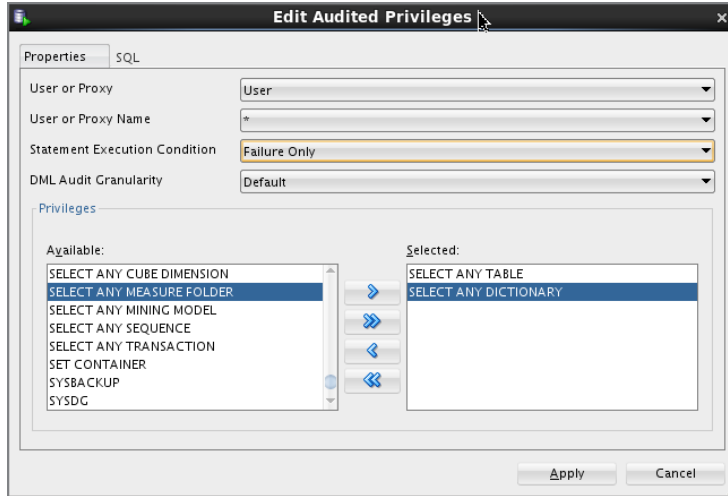 Edit Audited Privileges
Properties
SQL
User or Proxy
User
User or Proxy Name
*
Statement Execution Condition
Failure Only
DML Audit Granularity
Default
Privileges
Available:
SELECT ANY CUBE DIMENSION
SELECT ANY MEASURE FOLDER
SELECT ANY MINING MODEL
SELECT ANY SEQUENCE
SELECT ANY TRANSACTION
SET CONTAINER
SYSBACKUP
SYSDG
Selected:
SELECT ANY TABLE
SELECT ANY DICTIONARY
Apply
Cancel